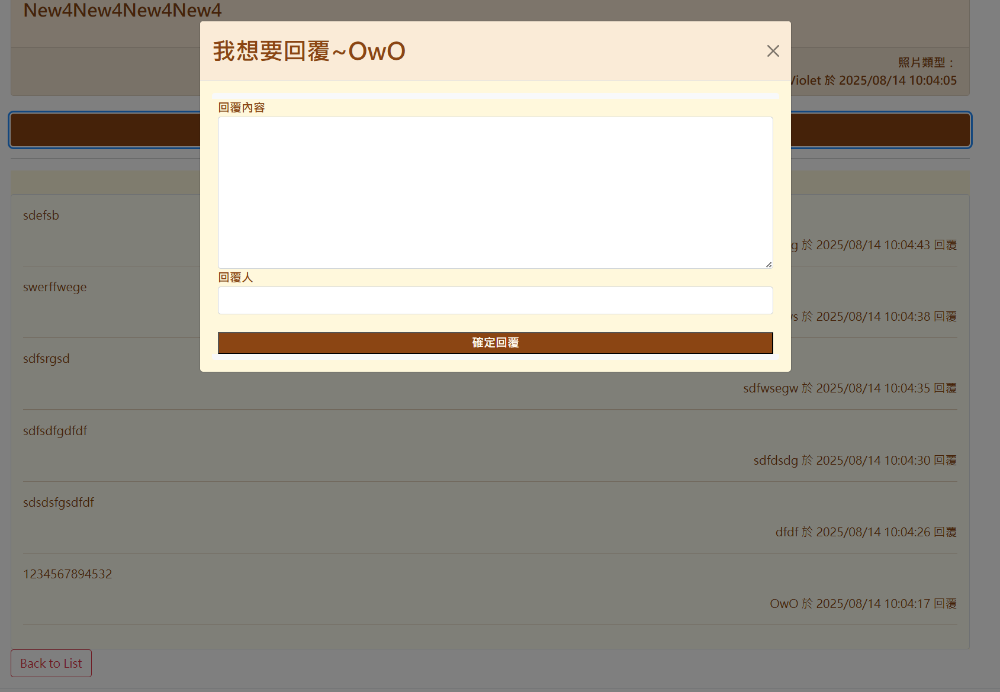 New4New4New4New4
我想要回覆~OwO
照片類型：
Violet 於 2025/08/14 10:04:05
回覆內容
回覆人
確定回覆
sdefsb
於 2025/08/14 10:04:43 回覆
swerffwege
於 2025/08/14 10:04:38 回覆
sdfsrgsd
sdfwsegw 於 2025/08/14 10:04:35 回覆
sdfsdfgdfdf
sdfdsdg 於 2025/08/14 10:04:30 回覆
sdsdsfgsdfdf
dfdf 於 2025/08/14 10:04:26 回覆
1234567894532
OwO 於 2025/08/14 10:04:17 回覆
Back to List